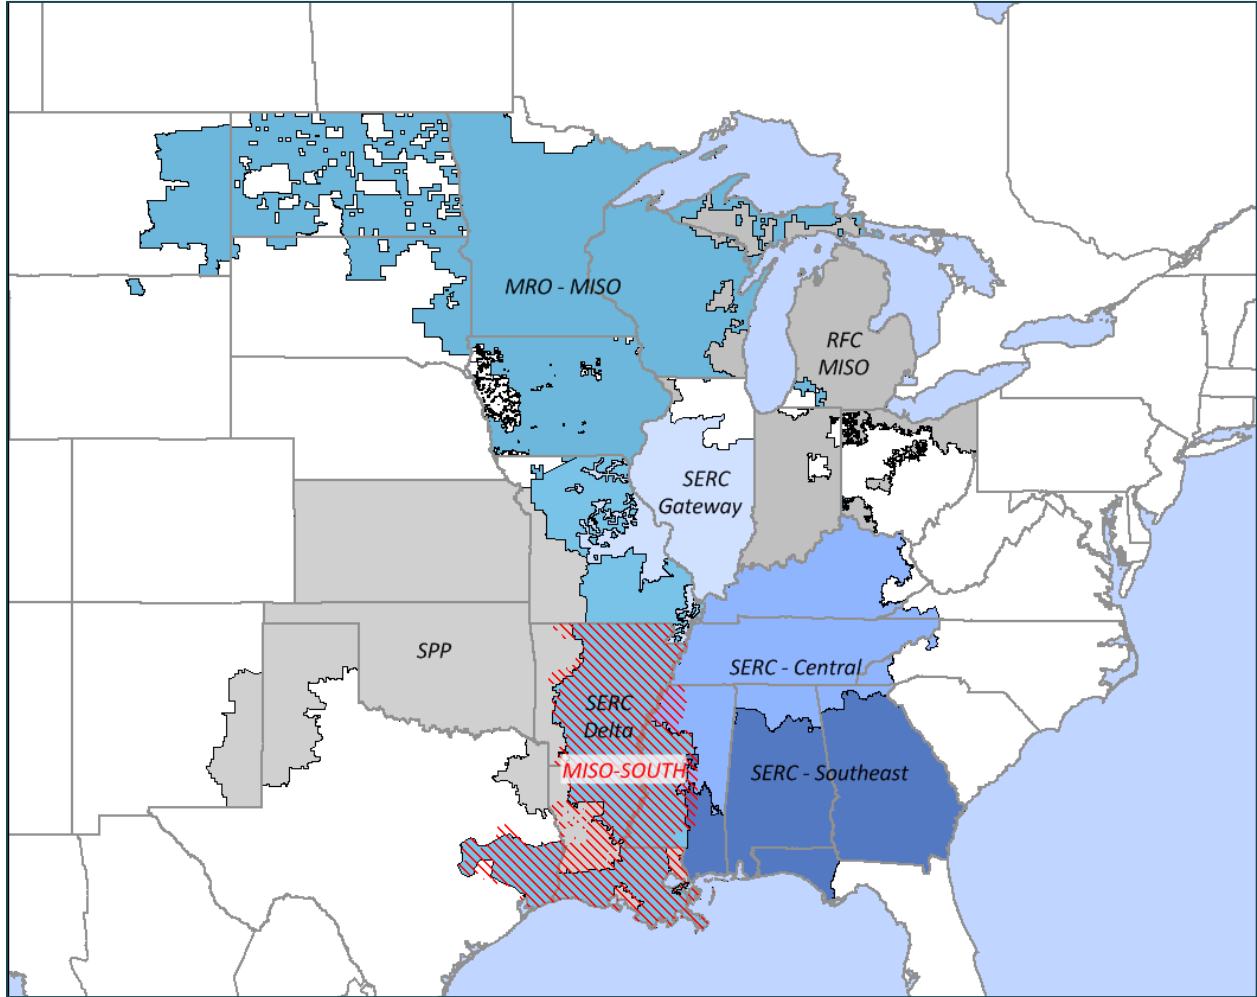 MRO - MISO
RFC
MISO
SERC
Gateway
SPP
SERC - Central
SERC
Delta
MISO-SOUTH
SERC - Southeast